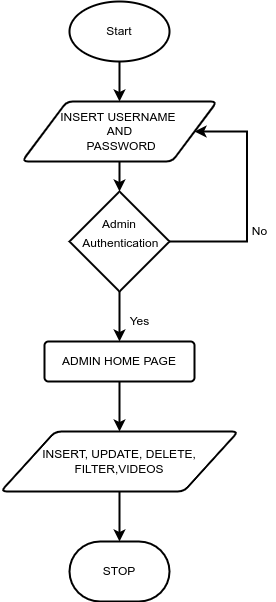 Start
INSERT USERNAME
AND
PASSWORD
Admin
Authentication
No
Yes
ADMIN HOME PAGE
INSERT, UPDATE, DELETE,
FILTER,VIDEOS
STOP